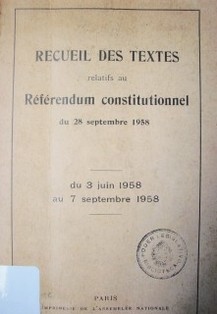 RECUEIL DES TEXTES
relatifs au
Référendum constitutionnel
du 28 septembre 1958
du 3 juin 1958
au 7 septembre 1958
PARIS
IMPRIMERIE DE L'ASSEMBLÉE NATIONALE